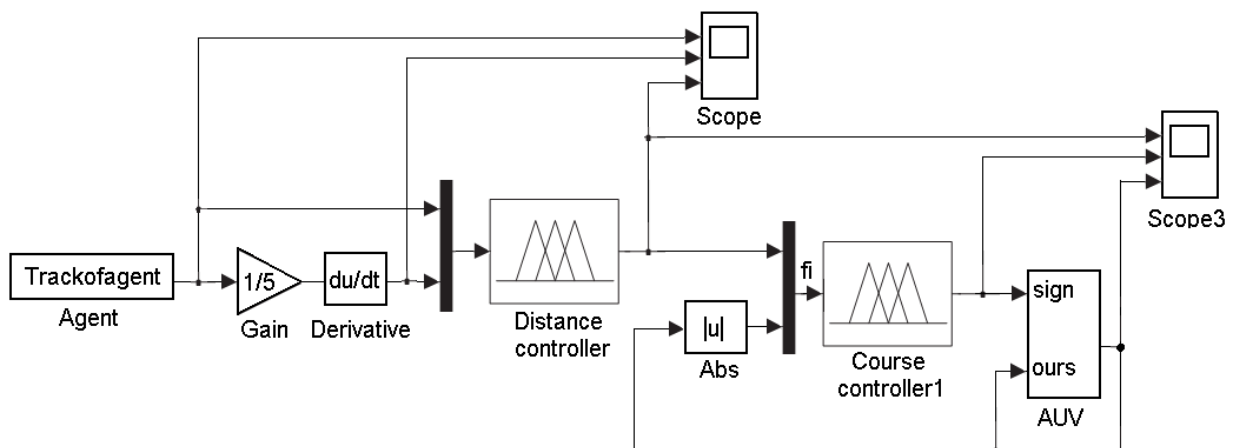 Scope
Scope3
Trackofagent
Agent
1/5
Gain
du/dt
Derivative
Distance
controller
|u|
Abs
fi
Course
controller1
sign
ours
AUV